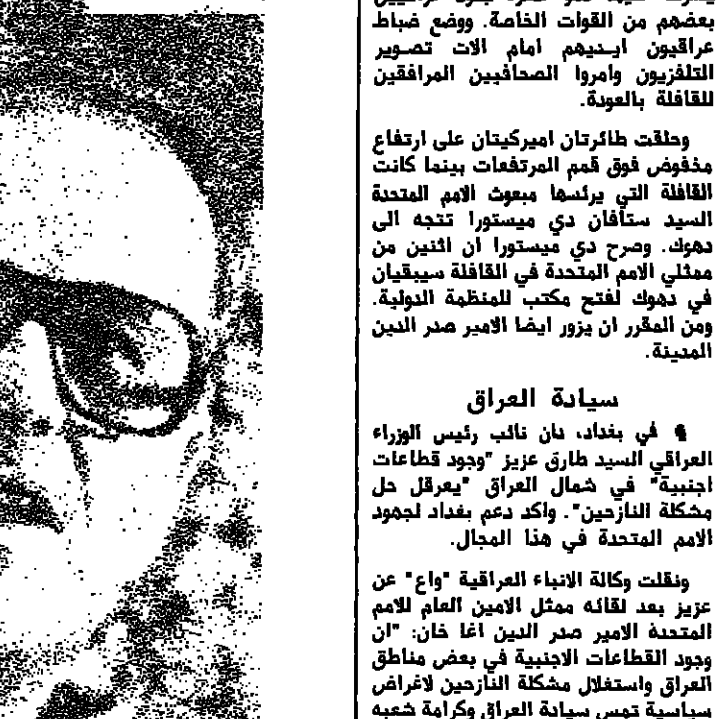 بعضهم من القوات الخاصة. ووضع ضباط
عراقيون ايديهم امام الات تصوير
التلفزيون وامروا الصحافيين المرافقين
للقافلة بالعودة.
وحلقت طائرتان اميركيتان على ارتفاع
مخفوض فوق قمم المرتفعات بينما كانت
القافلة التي يرئسها مبعوث الامم المتحدة
السيد ستافان دي ميستورا تتجه الى
دهوك. وصرح دي ميستورا ان اثنين من
ممثلي الامم المتحدة في القافلة سيبقيان
في دهوك لفتح مكتب للمنظمة الدولية.
ومن المقرر ان يزور ايضا الامير صدر الدين
المدينة.
سيادة العراق
● في بغداد، دان نائب رئيس الوزراء
العراقي السيد طارق عزيز "وجود قطاعات
اجنبية" في شمال العراق "يعرقل حل
مشكلة النازحين". واكد دعم بغداد لجهود
الامم المتحدة في هذا المجال.
ونقلت وكالة الانباء العراقية "واع" عن
عزيز بعد لقائه ممثل الامين العام للامم
المتحدة الامير صدر الدين اغا خان: "ان
وجود القطاعات الاجنبية في بعض مناطق
العراق واستغلال مشكلة النازحين لاغراض
سياسية تمس سيادة العراق وكرامة شعبه